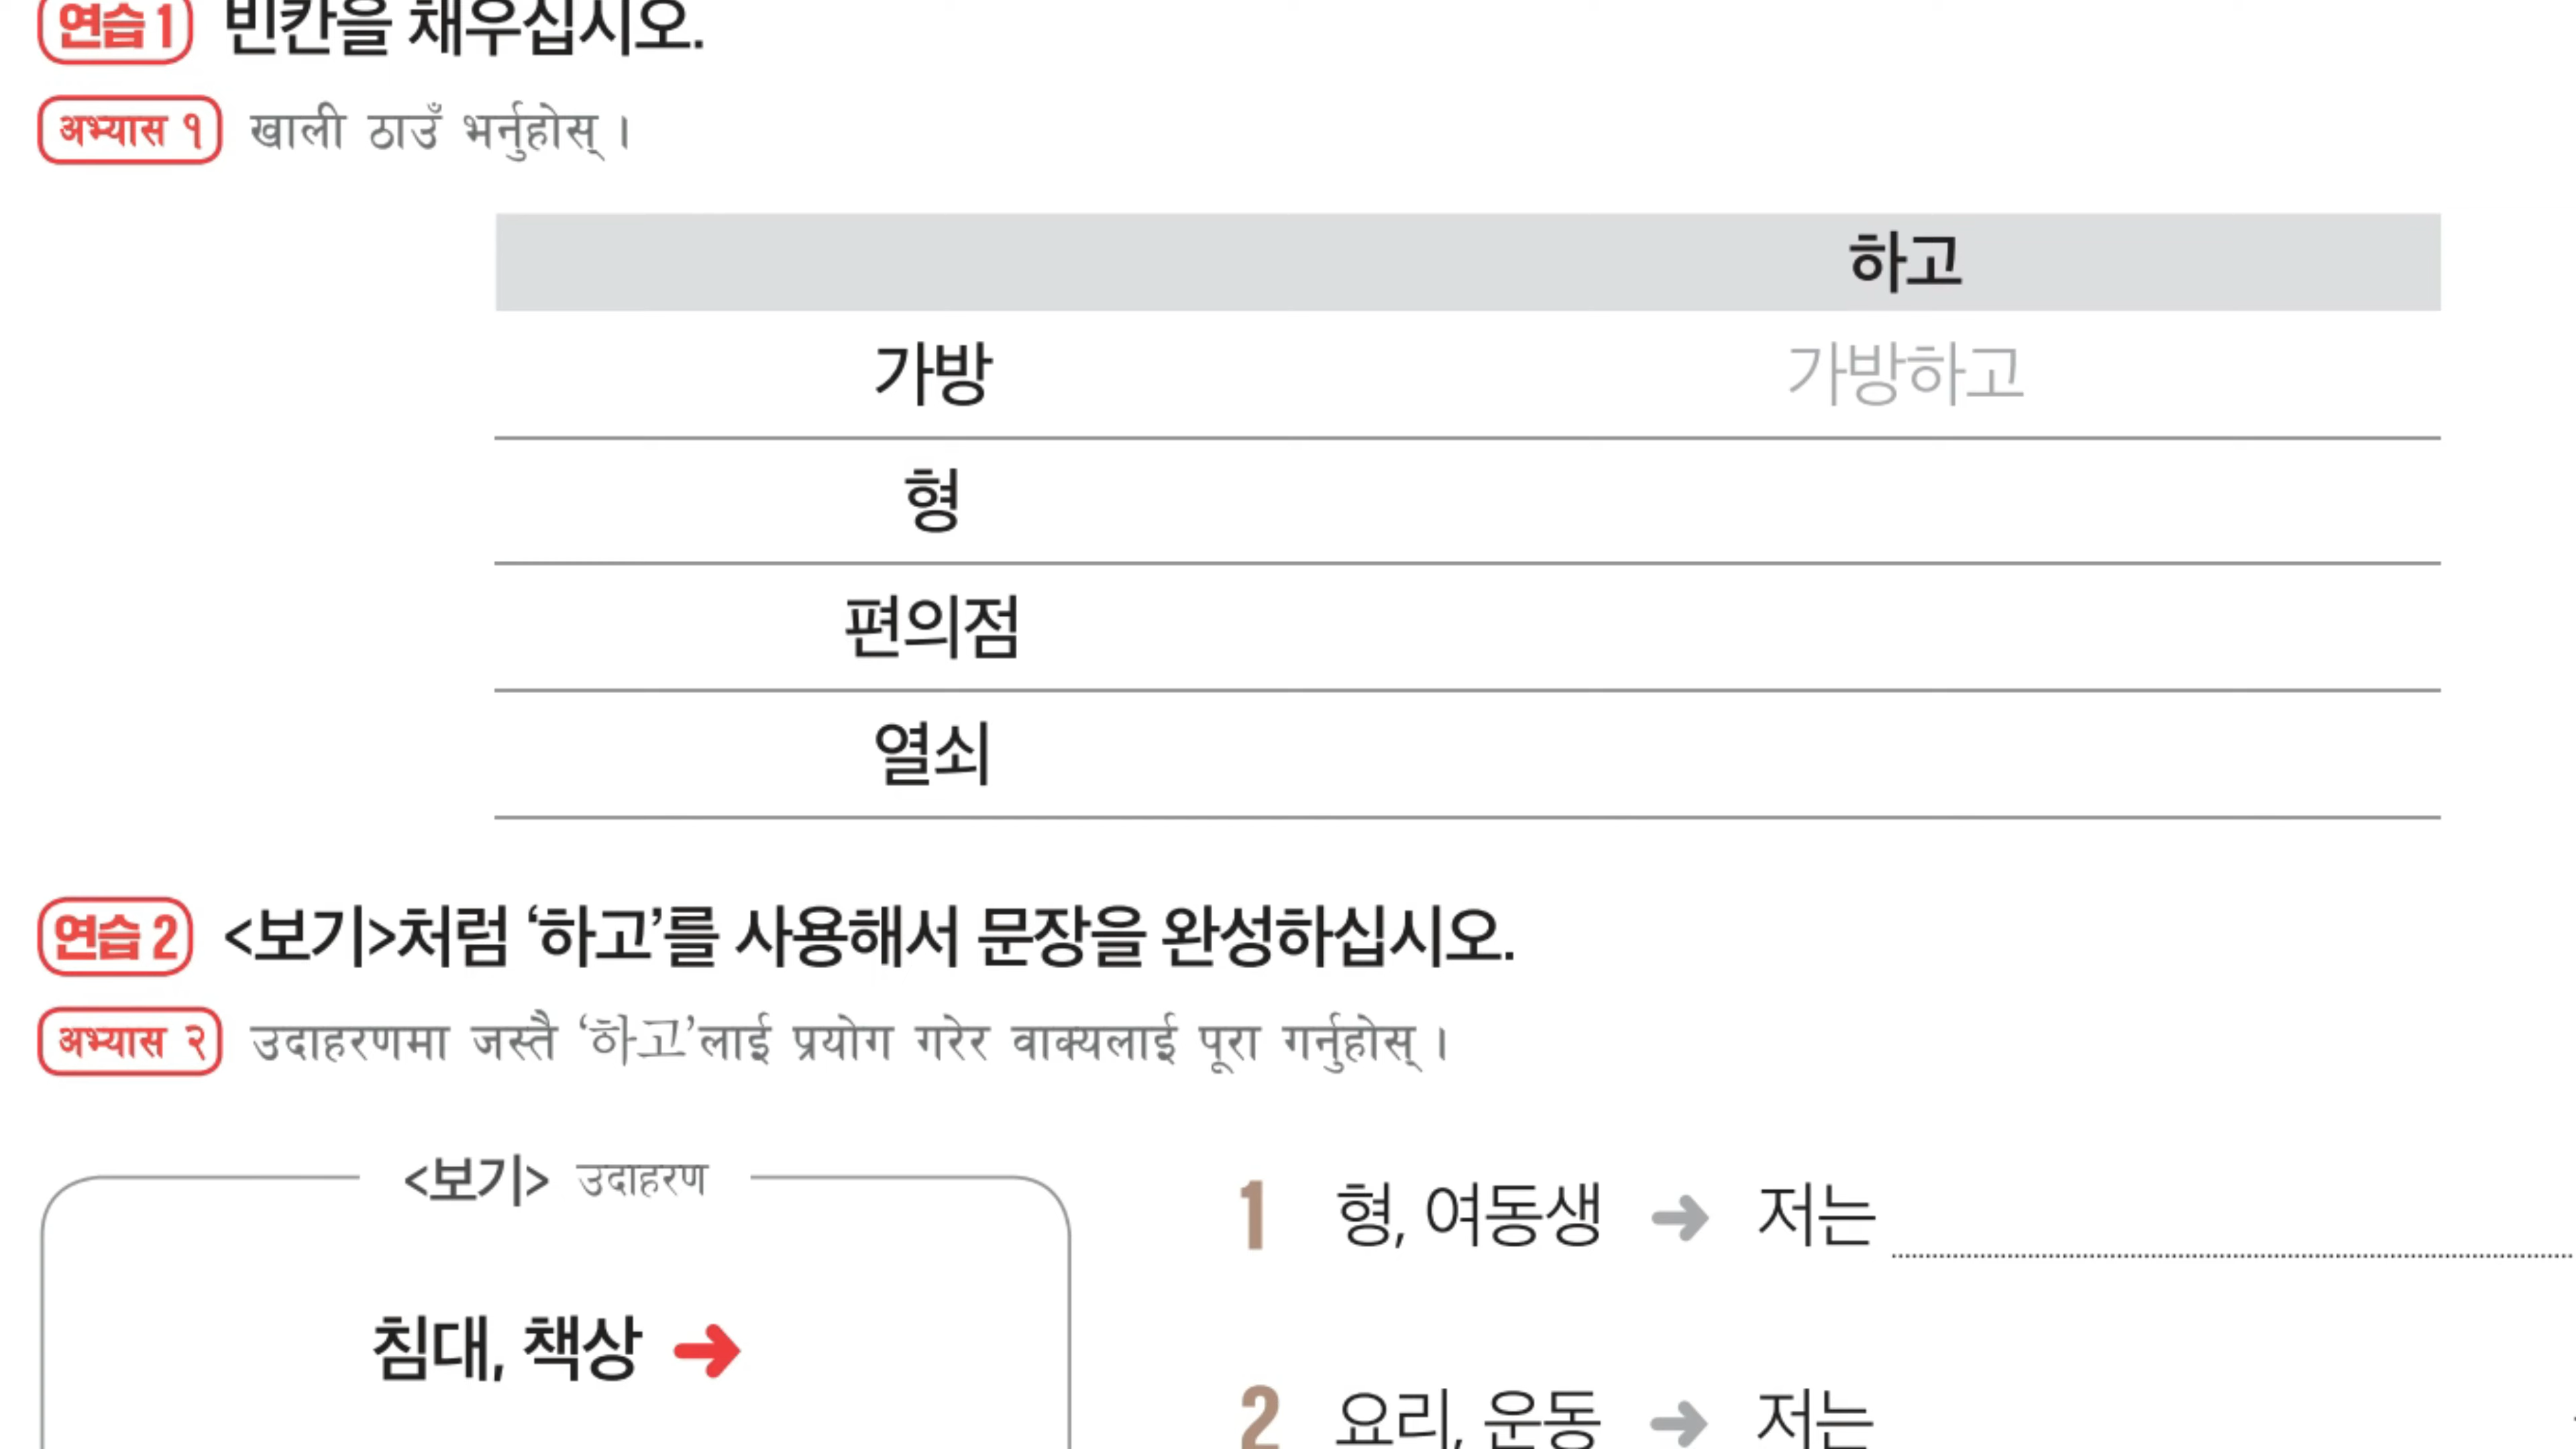 연습 1 빈칸을 채우십시오.
अभ्यास १ खाली ठाउँ भर्नुहोस् ।
하고
가방 가방하고
형
편의점
열쇠
연습 2 <보기>처럼 ‘하고’를 사용해서 문장을 완성하십시오.
अभ्यास २ उदाहरणमा जस्तै ‘하고’लाई प्रयोग गरेर वाक्यलाई पूरा गर्नुहोस् ।
<보기> उदाहरण
침대, 책상 ➜
1 형, 여동생 ➜ 저는
2 요리, 운동 ➜ 저는